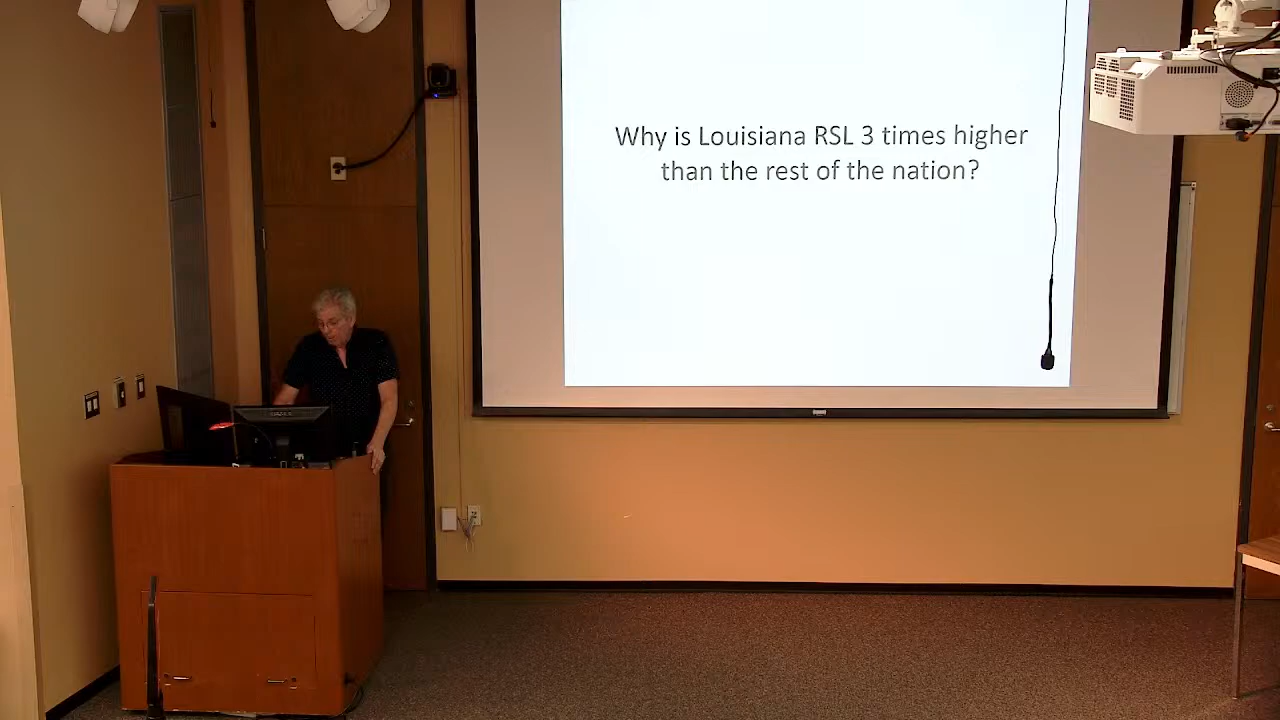 Why is Louisiana RSL 3 times higher
than the rest of the nation?